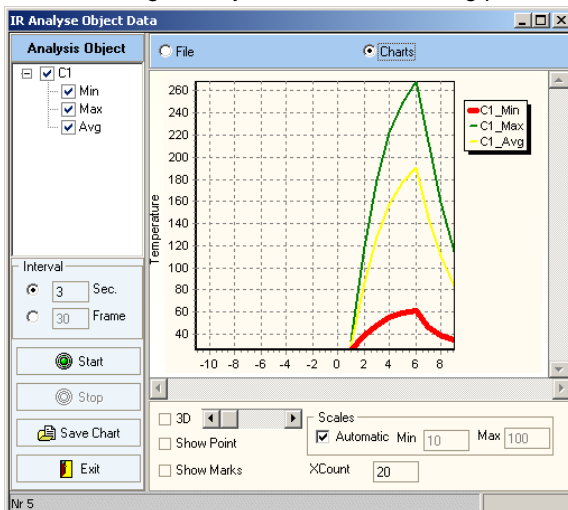 IR Analyse Object Data
Analysis Object
File
Charts
C1
Min
Max
Avg
260
240
220
200
180
160
140
120
100
80
60
40
Temperature
-10 -8 -6 -4 -2 0 2 4 6 8
C1_Min
C1_Max
C1_Avg
Interval
3 Sec.
30 Frame
Start
Stop
Save Chart
Exit
3D
Show Point
Show Marks
Scales
Automatic Min 10 Max 100
XCount 20
Nr 5